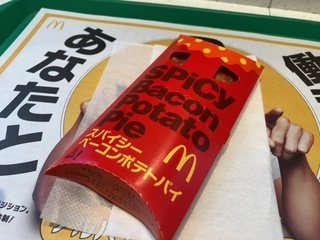 あなたと
sPicy
Bacon
Potato
Pie
スパイシー
ベーコンポテトパイ